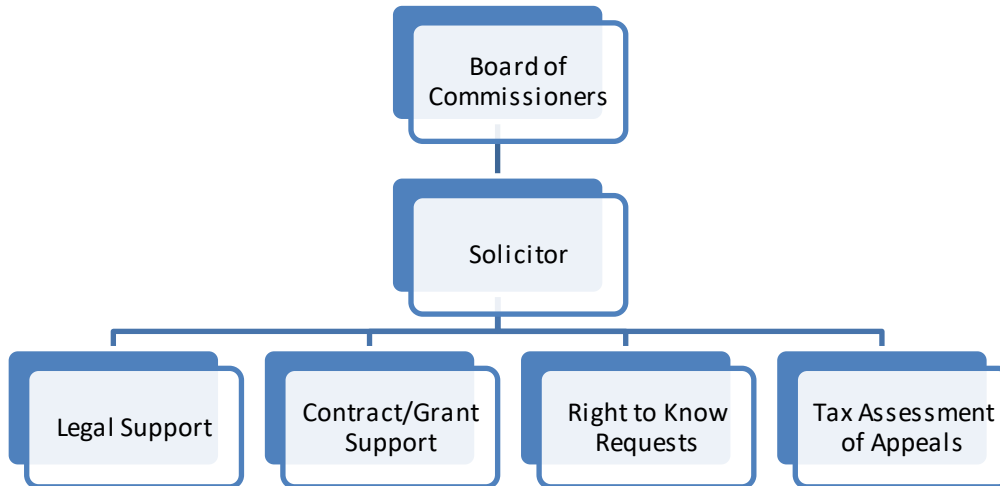 Board of
Commissioners
Solicitor
Legal Support
Contract/Grant
Support
Right to Know
Requests
Tax Assessment
of Appeals